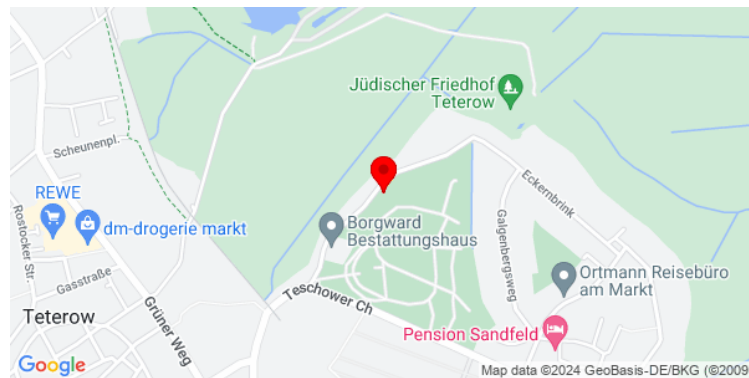 Jüdischer Friedhof
Teterow
Scheunenpl.
Eckernbrink
REWE
dm-drogerie markt
Rostocker Str.
Borgward
Bestattungshaus
Galgenbergsweg
Gasstraße
Ortmann Reisebüro
am Markt
Teschower Ch
Teterow
Grüner Weg
Pension Sandfeld
Google
Map data ©2024 GeoBasis-DE/BKG (©2009